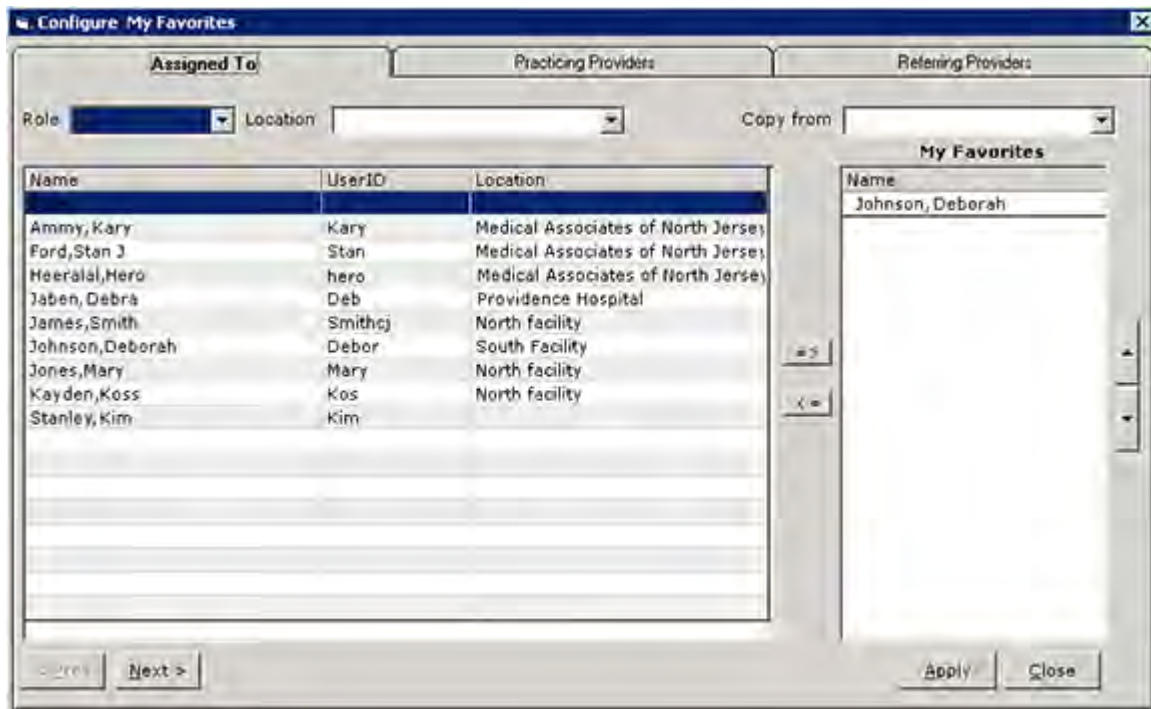 Configure My Favorites
Assigned To Practicing Providers Referring Providers
Role Location Copy from
My Favorites
Name UserID Location Name
Johnson, Deborah
Ammy, Kary Kary Medical Associates of North Jersey
Ford,Stan J Stan Medical Associates of North Jersey
Heeralal,Hero hero Medical Associates of North Jersey
Jaben, Debra Deb Providence Hospital
James,Smith Smithcj North facility
Johnson,Deborah Debor South Facility
=>
Jones,Mary Mary North facility
Kayden,Koss Kos North facility
<=
Stanley, Kim Kim
< Prev Next > Apply Close